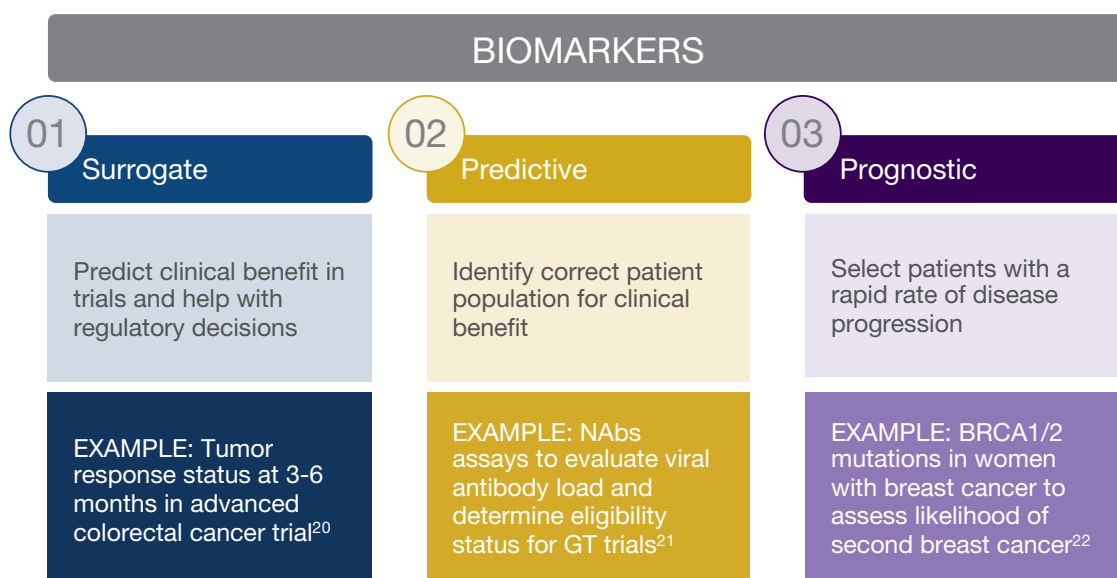 BIOMARKERS
01
Surrogate
Predict clinical benefit in
trials and help with
regulatory decisions
EXAMPLE: Tumor
response status at 3-6
months in advanced
colorectal cancer trial20
02
Predictive
Identify correct patient
population for clinical
benefit
EXAMPLE: NAbs
assays to evaluate viral
antibody load and
determine eligibility
status for GT trials21
03
Prognostic
Select patients with a
rapid rate of disease
progression
EXAMPLE: BRCA1/2
mutations in women
with breast cancer to
assess likelihood of
second breast cancer22